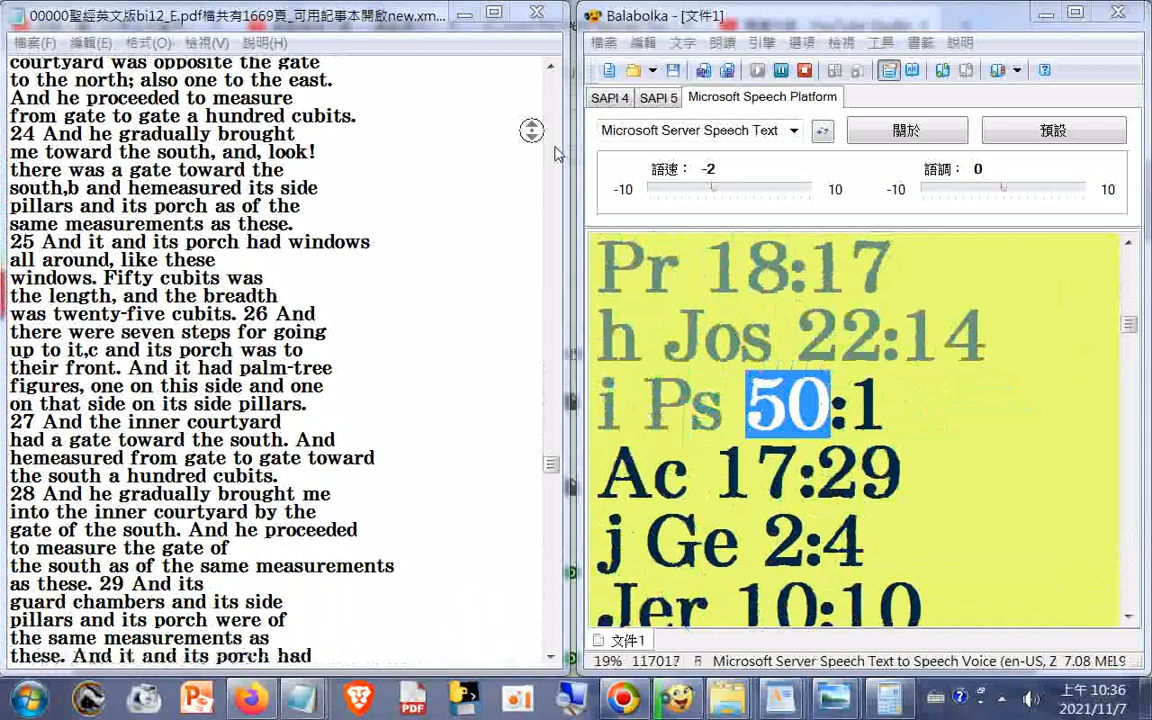 00000聖經英文版bi12_E.pdf檔共有1669頁_可用記事本開啟new.xm...
檔案(F) 編輯(E) 格式(O) 檢視(V) 說明(H)
courtyard was opposite the gate
to the north; also one to the east.
And he proceeded to measure
from gate to gate a hundred cubits.
24 And he gradually brought
me toward the south, and, look!
there was a gate toward the
south,b and hemeasured its side
pillars and its porch as of the
same measurements as these.
25 And it and its porch had windows
all around, like these
windows. Fifty cubits was
the length, and the breadth
was twenty-five cubits. 26 And
there were seven steps for going
up to it,c and its porch was to
their front. And it had palm-tree
figures, one on this side and one
on that side on its side pillars.
27 And the inner courtyard
had a gate toward the south. And
hemeasured from gate to gate toward
the south a hundred cubits.
28 And he gradually brought me
into the inner courtyard by the
gate of the south. And he proceeded
to measure the gate of
the south as of the same measurements
as these. 29 And its
guard chambers and its side
pillars and its porch were of
the same measurements as
these. And it and its porch had
Balabolka - [文件1]
檔案 編輯 文字 朗讀 引擎 選項 檢視 工具 書籤 說明
SAPI 4 SAPI 5 Microsoft Speech Platform
Microsoft Server Speech Text 關於 預設
語速: -2 語調: 0
-10 10 -10 10
Pr 18:17
h Jos 22:14
i Ps 50:1
Ac 17:29
j Ge 2:4
Jer 10:10
文件1
19% 117017 Microsoft Server Speech Text to Speech Voice (en-US, Z 7.08 ME
PDF
上午 10:36
2021/11/7